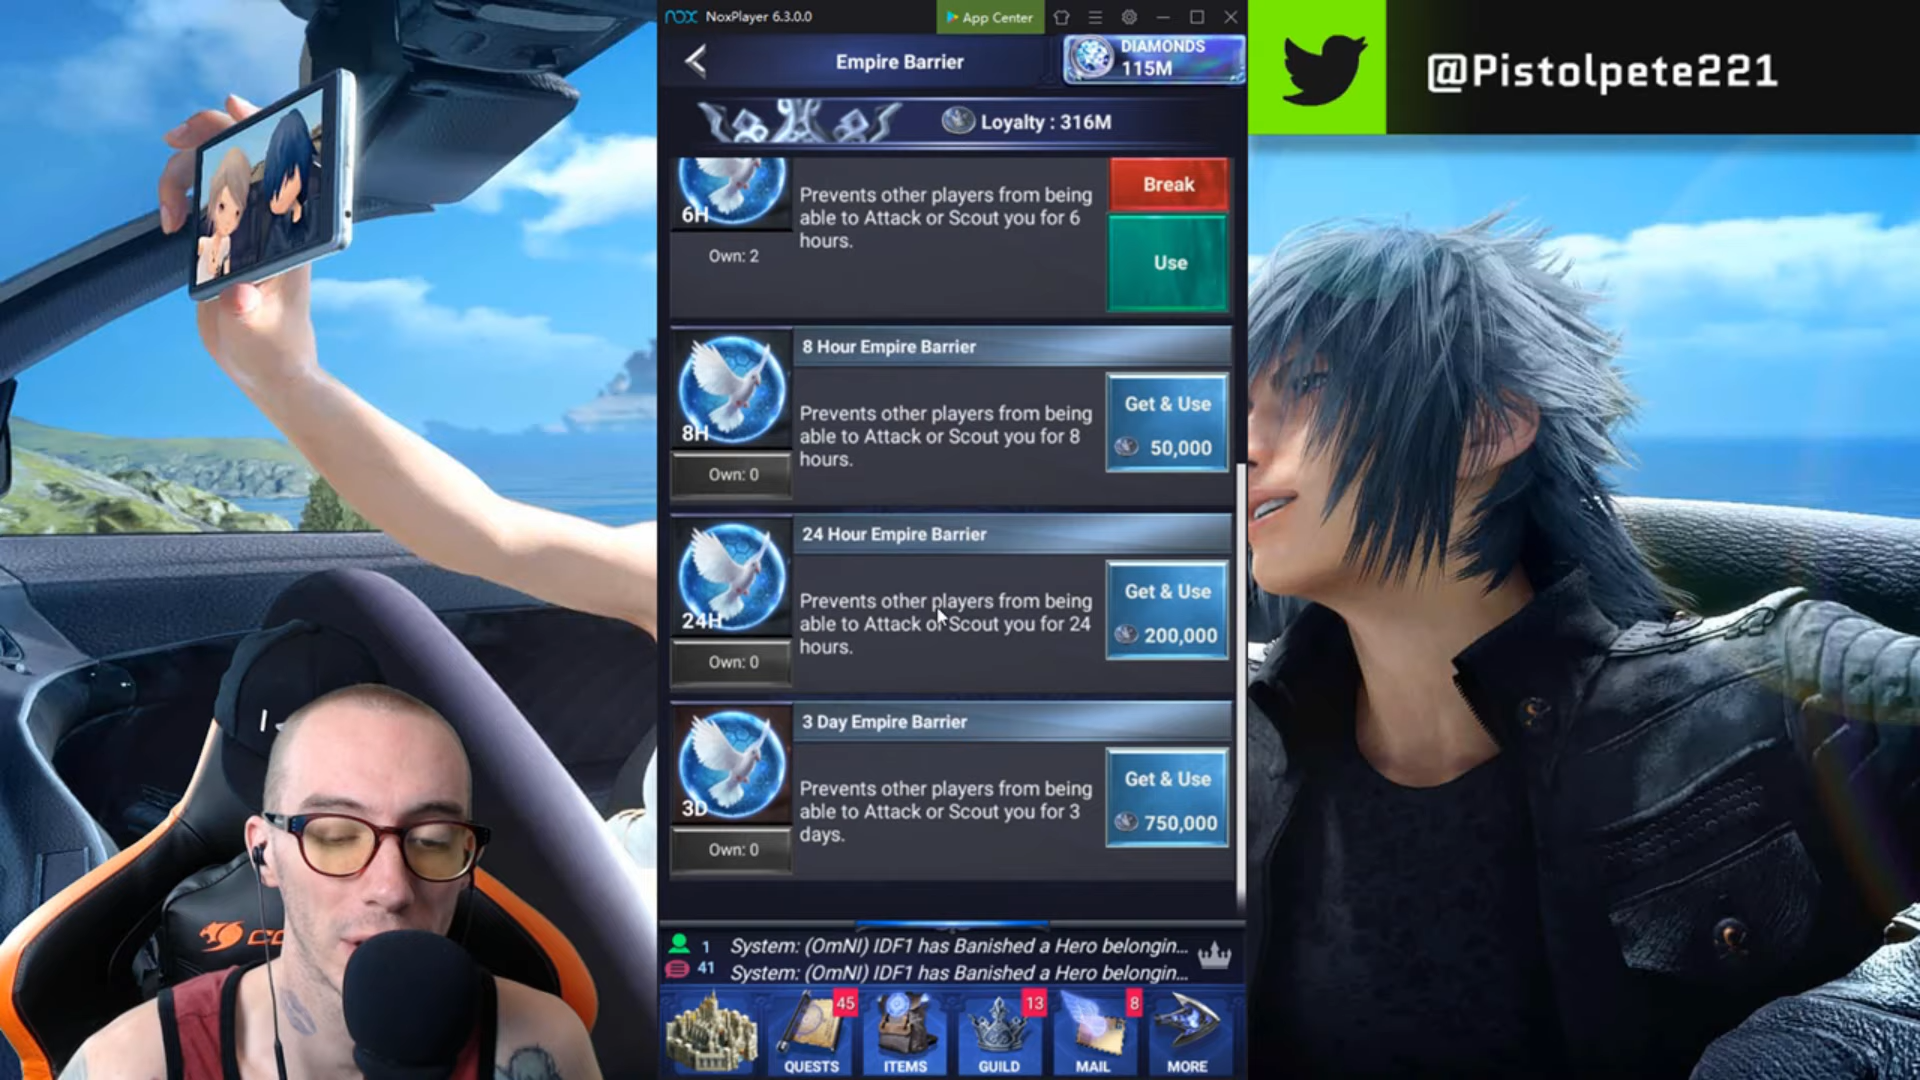 nox NoxPlayer 6.3.0.0
App Center
Empire Barrier
DIAMONDS
115M
Loyalty : 316M
6H
Own: 2
Prevents other players from being
able to Attack or Scout you for 6
hours.
Break
Use
8 Hour Empire Barrier
8H
Own: 0
Prevents other players from being
able to Attack or Scout you for 8
hours.
Get & Use
50,000
24 Hour Empire Barrier
24H
Own: 0
Prevents other players from being
able to Attack or Scout you for 24
hours.
Get & Use
200,000
3 Day Empire Barrier
3D
Own: 0
Prevents other players from being
able to Attack or Scout you for 3
days.
Get & Use
750,000
1 System: (OmNI) IDF1 has Banished a Hero belongin...
41 System: (OmNI) IDF1 has Banished a Hero belongin...
45
13
8
QUESTS
ITEMS
GUILD
MAIL
MORE
@Pistolpete221